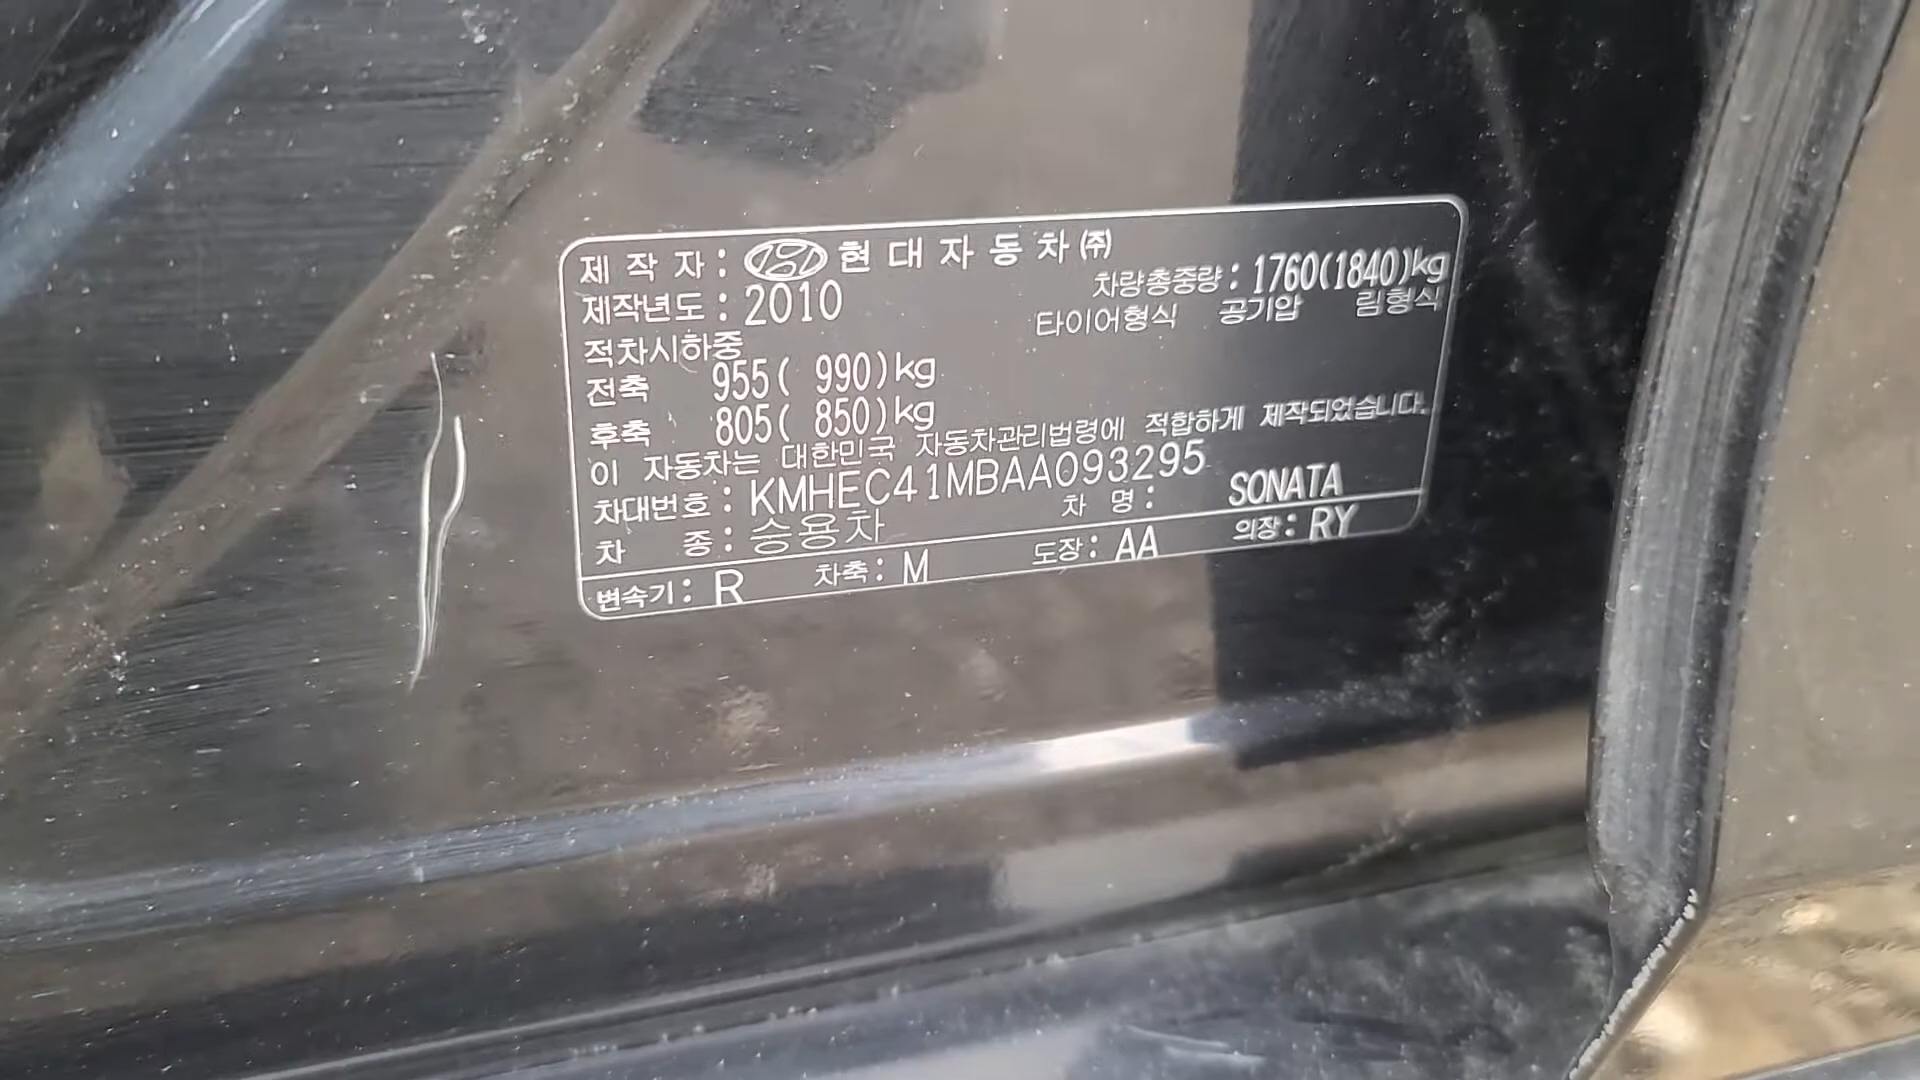 제 작 자 : 현 대 자 동 차 ㈜
제작년도 : 2010
차량총중량 : 1760(1840)kg
타이어형식 공기압 림형식
적차시하중
전축 955( 990)kg
후축 805( 850)kg
이 자동차는 대한민국 자동차관리법령에 적합하게 제작되었습니다.
차대번호 : KMHEC41MBAA093295
차 종 : 승용차 차 명 : SONATA
변속기 : R 차축 : M 도장 : AA 의장 : RY